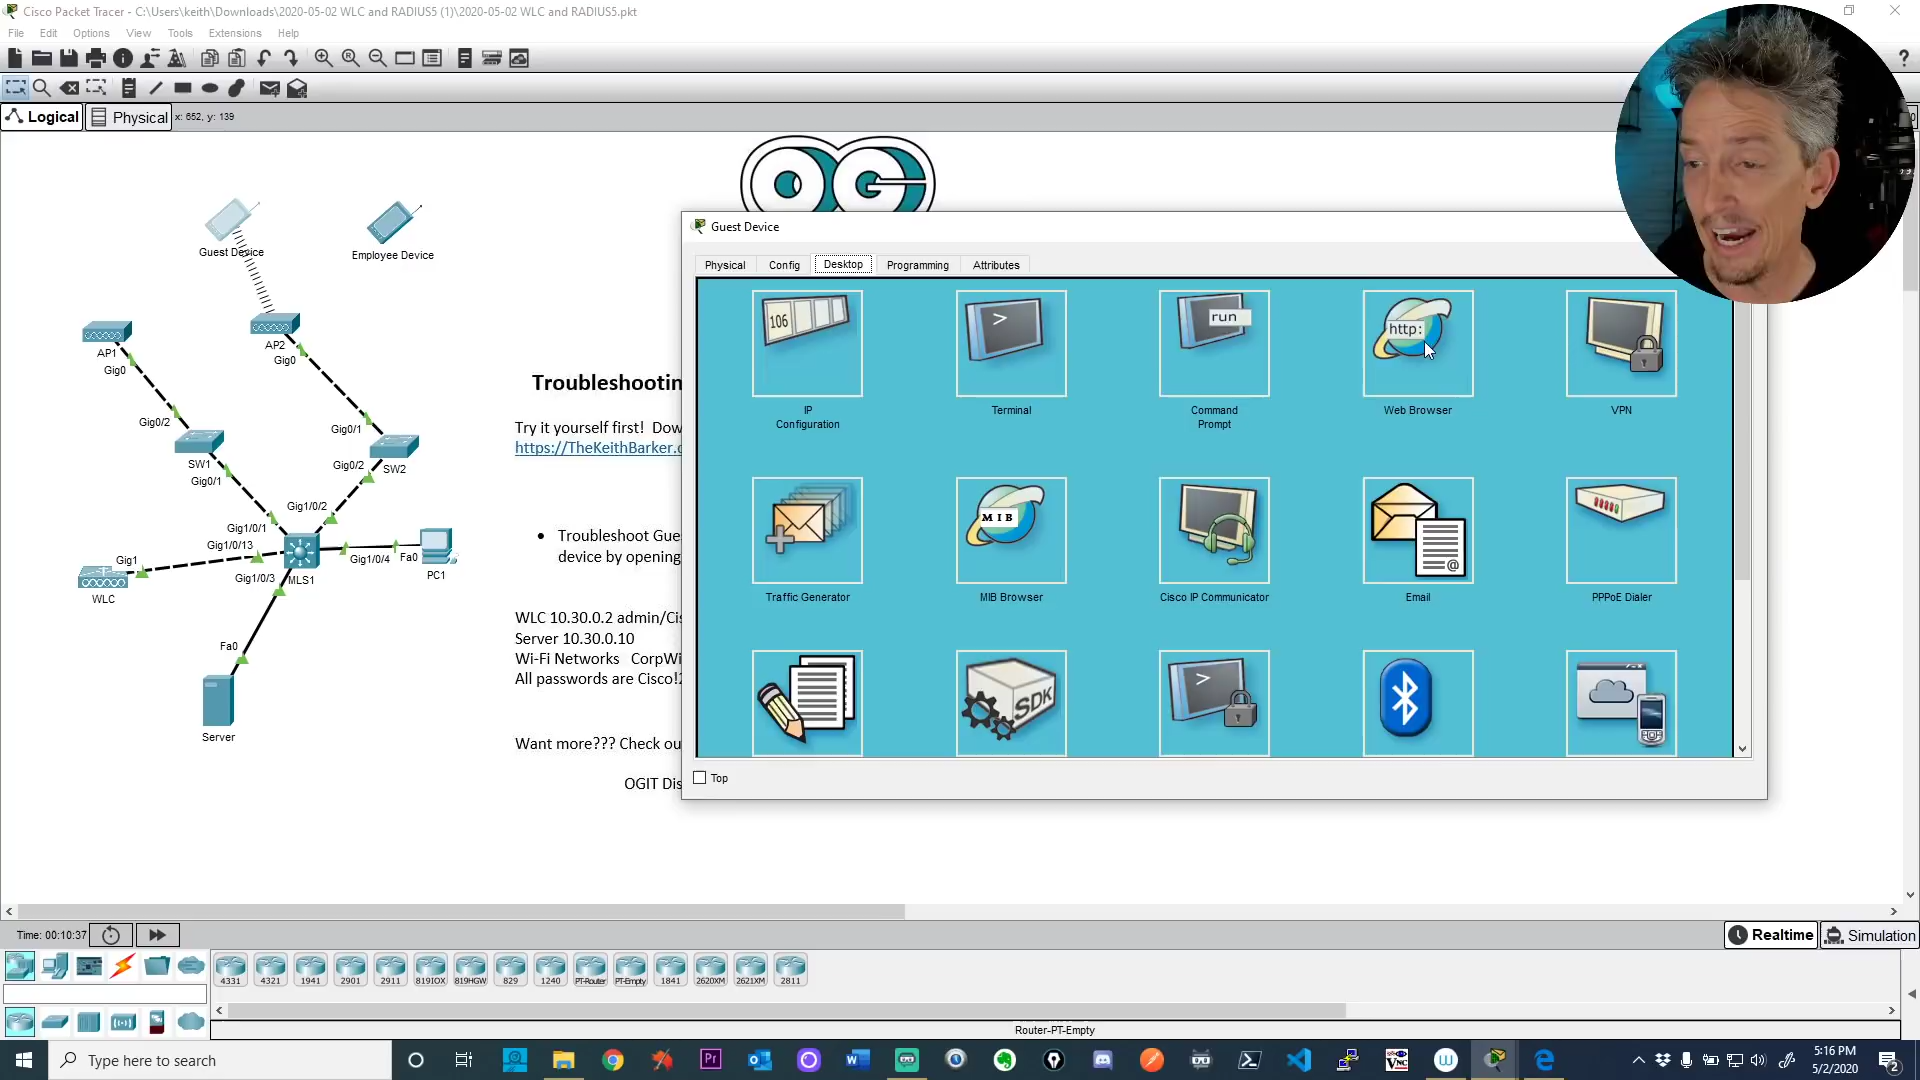 Cisco Packet Tracer - C:\Users\keith\Downloads\2020-05-02 WLC and RADIUS5 (1)\2020-05-02 WLC and RADIUS5.pkt
File Edit Options View Tools Extensions Help
Logical Physical x: 652, y: 139
OG
Guest Device
Employee Device
AP1
Gig0
AP2
Gig0
Gig0/2
SW1
Gig0/1
Gig0/1
Gig0/2
SW2
Gig1/0/2
Gig1/0/1
Gig1/0/13
Gig1
WLC
Gig1/0/3
MLS1
Gig1/0/4
Fa0
PC1
Fa0
Server
Troubleshootin
Try it yourself first! Dow
https://TheKeithBarker.c
• Troubleshoot Gue
device by opening
WLC 10.30.0.2 admin/Cis
Server 10.30.0.10
Wi-Fi Networks CorpWi
All passwords are Cisco!2
Want more??? Check ou
OGIT Dis
Guest Device
Physical Config Desktop Programming Attributes
106
>
run
http:
IP
Configuration
Terminal
Command
Prompt
Web Browser
VPN
MIB
@
Traffic Generator
MIB Browser
Cisco IP Communicator
Email
PPPoE Dialer
SDK
>
Top
Time: 00:10:37
Realtime Simulation
4331 4321 1941 2901 2911 819IOX 819HGW 829 1240 PT-Router PT-Empty 1841 2620XM 2621XM 2811
Router-PT-Empty
Type here to search
Pr
5:16 PM
5/2/2020
2